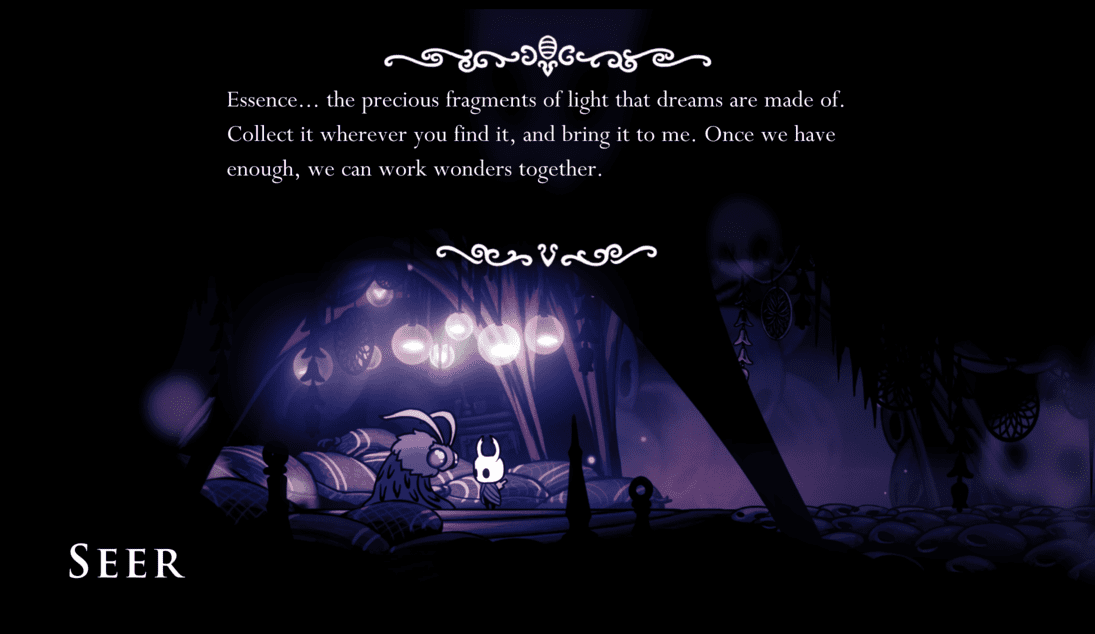 Essence... the precious fragments of light that dreams are made of.
Collect it wherever you find it, and bring it to me. Once we have
enough, we can work wonders together.
SEER